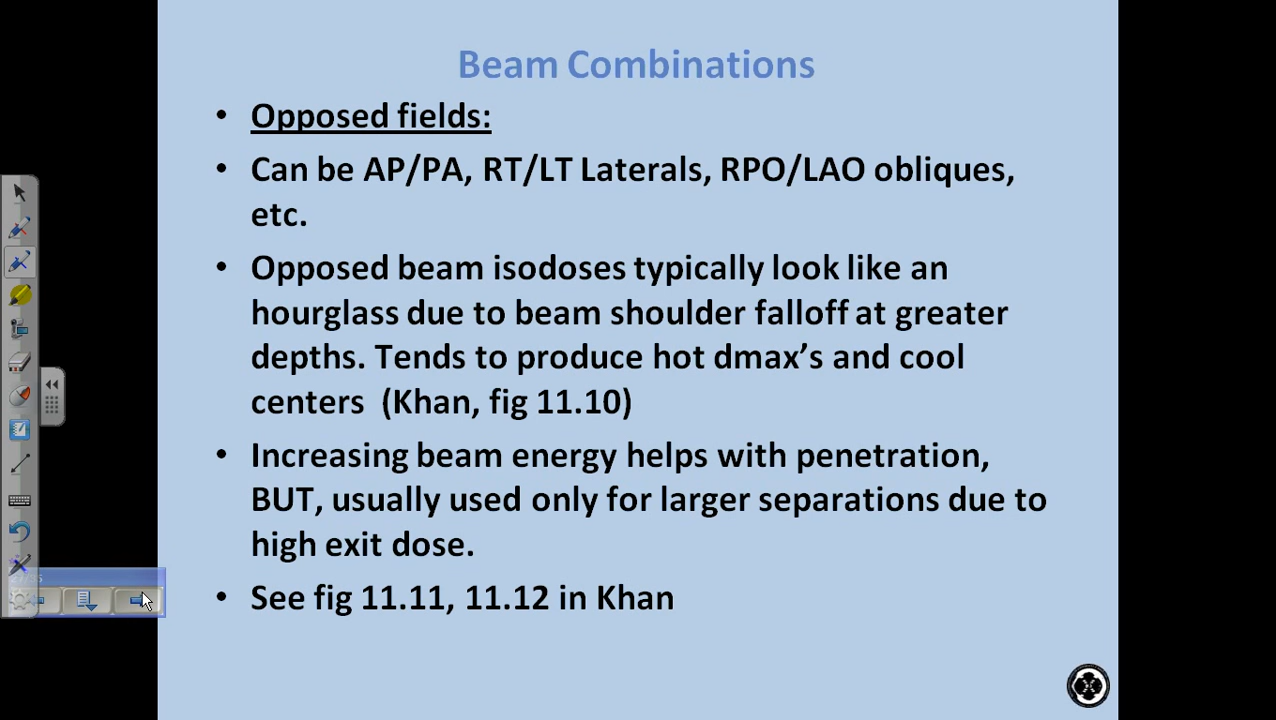 Beam Combinations
• Opposed fields:
• Can be AP/PA, RT/LT Laterals, RPO/LAO obliques,
etc.
• Opposed beam isodoses typically look like an
hourglass due to beam shoulder falloff at greater
depths. Tends to produce hot dmax’s and cool
centers (Khan, fig 11.10)
• Increasing beam energy helps with penetration,
BUT, usually used only for larger separations due to
high exit dose.
• See fig 11.11, 11.12 in Khan